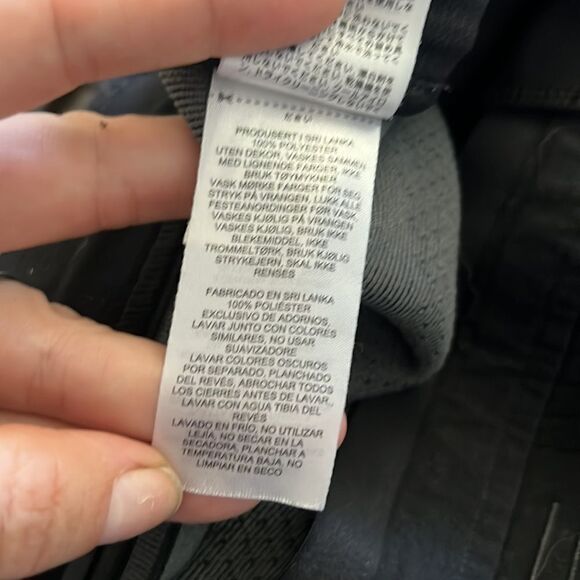 PRODUSERT I SRI LANKA
100% POLYESTER
UTEN DEKOR, VASKES SAMMEN
MED LIGNENDE FARGER, IKKE
BRUK TØYMYKNER
VASK MØRKE FARGER FOR SEG
STRYK PÅ VRANGEN, LUKK ALLE
FESTEANORDINGER FØR VASK,
VASKES KJØLIG PÅ VRANGEN
VASKES KJØLIG, BRUK IKKE
BLEKEMIDDEL, IKKE
TROMMELTØRK, BRUK KJØLIG
STRYKEJERN, SKAL IKKE
RENSES
FABRICADO EN SRI LANKA
100% POLIÉSTER
EXCLUSIVO DE ADORNOS,
LAVAR JUNTO CON COLORES
SIMILARES, NO USAR
SUAVIZADORE
LAVAR COLORES OSCUROS
POR SEPARADO, PLANCHADO
DEL REVÉS, ABROCHAR TODOS
LOS CIERRES ANTES DE LAVAR,
LAVAR CON AGUA TIBIA DEL
REVÉS
LAVADO EN FRÍO, NO UTILIZAR
LEJÍA, NO SECAR EN LA
SECADORA, PLANCHAR A
TEMPERATURA BAJA, NO
LIMPIAR EN SECO